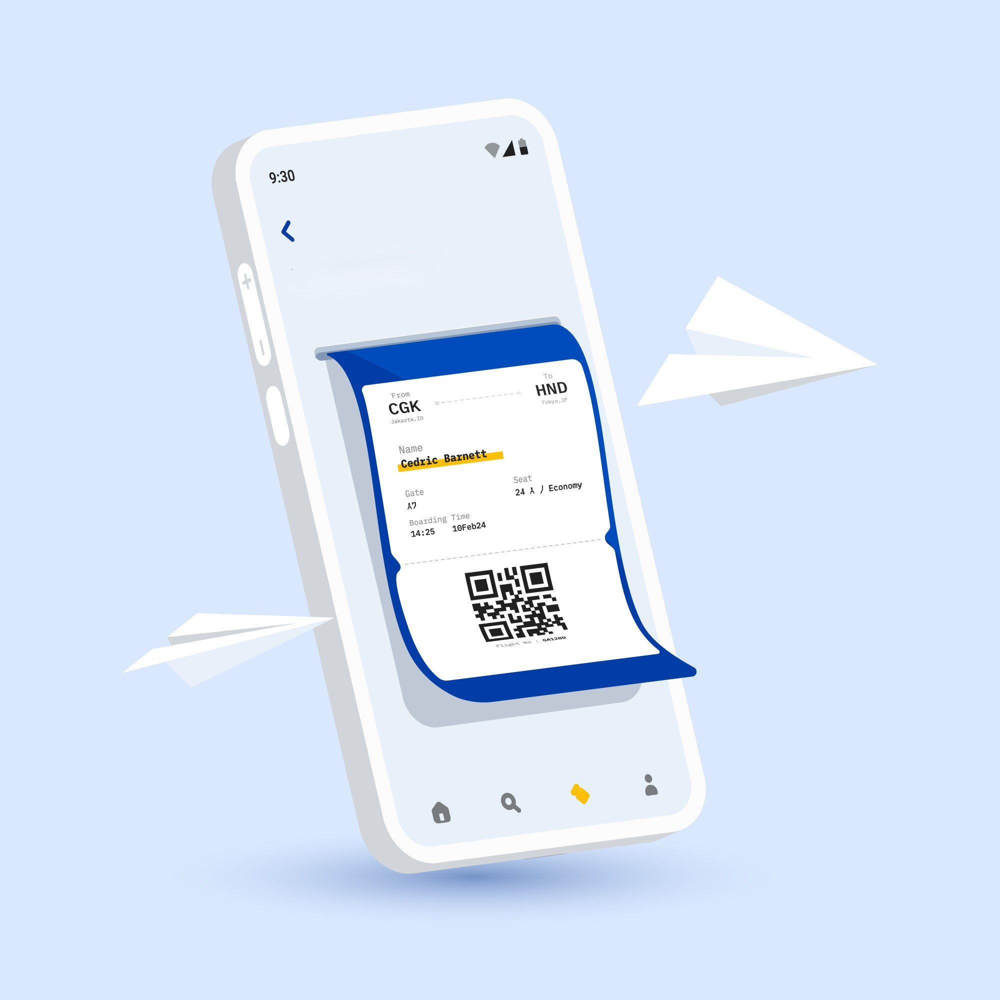 9:30
From
To
CGK
HND
Jakarta,ID
Tokyo,JP
Name
Cedric Barnett
Gate
Seat
A7
24 A / Economy
Boarding Time
14:25 10Feb24
Flight No : GA1280